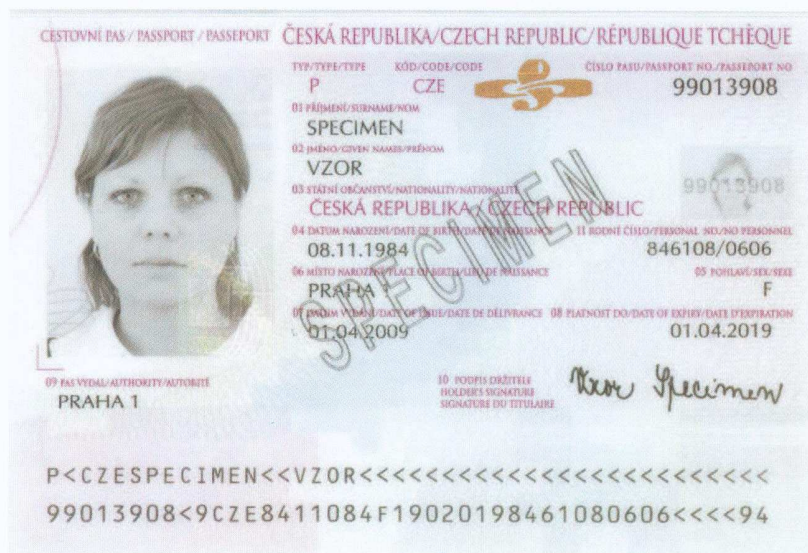 CESTOVNÍ PAS / PASSPORT / PASSEPORT ČESKÁ REPUBLIKA/CZECH REPUBLIC/RÉPUBLIQUE TCHÈQUE
TYP/TYPE/TYPE KÓD/CODE/CODE ČÍSLO PASU/PASSPORT NO./PASSEPORT NO
P CZE 99013908
01 PŘÍJMENÍ/SURNAME/NOM
SPECIMEN
02 JMÉNO/GIVEN NAMES/PRÉNOM
VZOR
99013908
03 STÁTNÍ OBČANSTVÍ/NATIONALITY/NATIONALITÉ
ČESKÁ REPUBLIKA / CZECH REPUBLIC
04 DATUM NAROZENÍ/DATE OF BIRTH/DATE DE NAISSANCE 11 RODNÉ ČÍSLO/PERSONAL NO./NO PERSONNEL
08.11.1984 846108/0606
06 MÍSTO NAROZENÍ/PLACE OF BIRTH/LIEU DE NAISSANCE 05 POHLAVÍ/SEX/SEXE
PRAHA 1 F
07 DATUM VYDÁNÍ/DATE OF ISSUE/DATE DE DÉLIVRANCE 08 PLATNOST DO/DATE OF EXPIRY/DATE D'EXPIRATION
01.04.2009 01.04.2019
SPECIMEN
09 PAS VYDAL/AUTHORITY/AUTORITÉ
PRAHA 1
10 PODPIS DRŽITELE
HOLDER'S SIGNATURE
SIGNATURE DU TITULAIRE
Vzor Specimen
P<CZESPECIMEN<<VZOR<<<<<<<<<<<<<<<<<<<<<<<<<
99013908<9CZE8411084F19020198461080606<<<<94